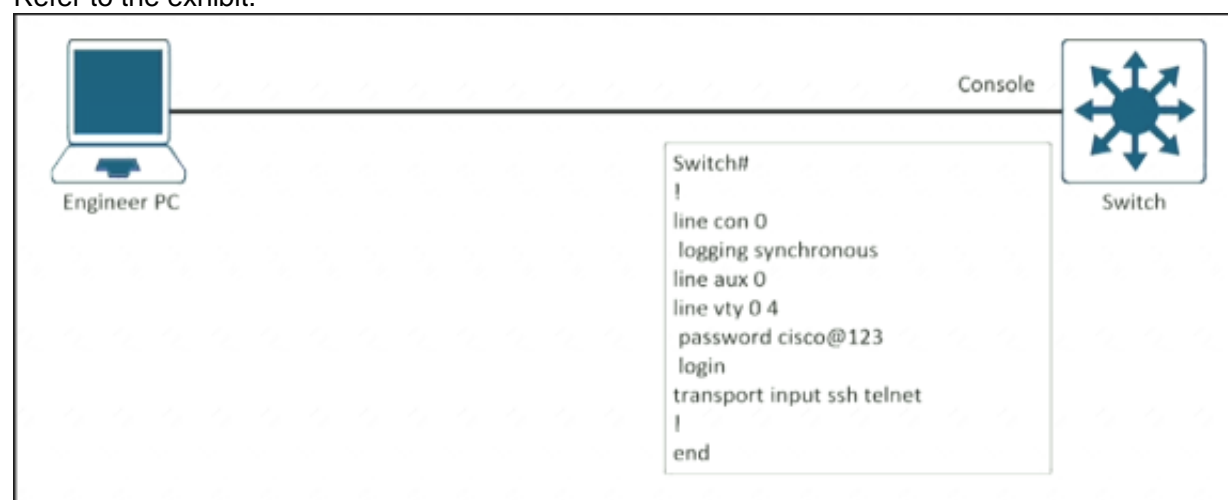 Refer to the exhibit.
Console
Engineer PC
Switch
Switch#
!
line con 0
logging synchronous
line aux 0
line vty 0 4
password cisco@123
login
transport input ssh telnet
!
end